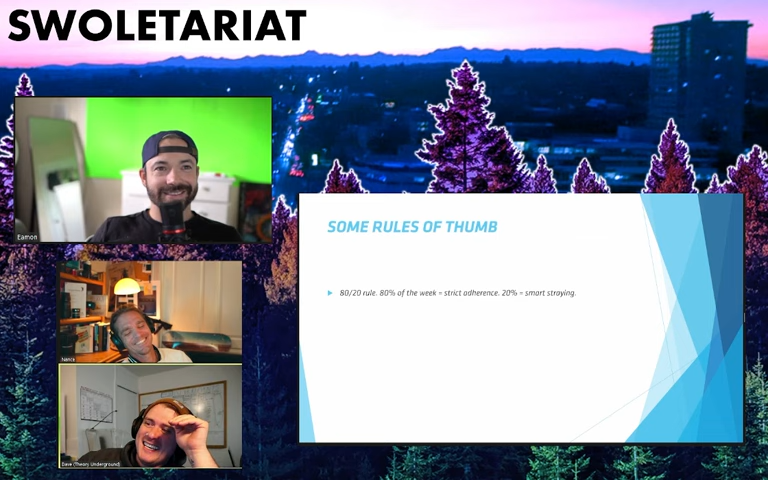 SWOLETARIAT
Eamon
SOME RULES OF THUMB
80/20 rule. 80% of the week = strict adherence. 20% = smart straying.
Dave (Theory Underground)